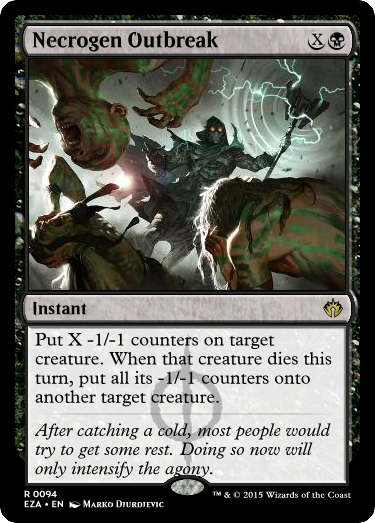 Necrogen Outbreak X
Instant
Put X -1/-1 counters on target
creature. When that creature dies this
turn, put all its -1/-1 counters onto
another target creature.
After catching a cold, most people would
try to get some rest. Doing so now will
only intensify the agony.
R 0094
EZA • EN Marko Djurdjevic ™ & © 2015 Wizards of the Coast